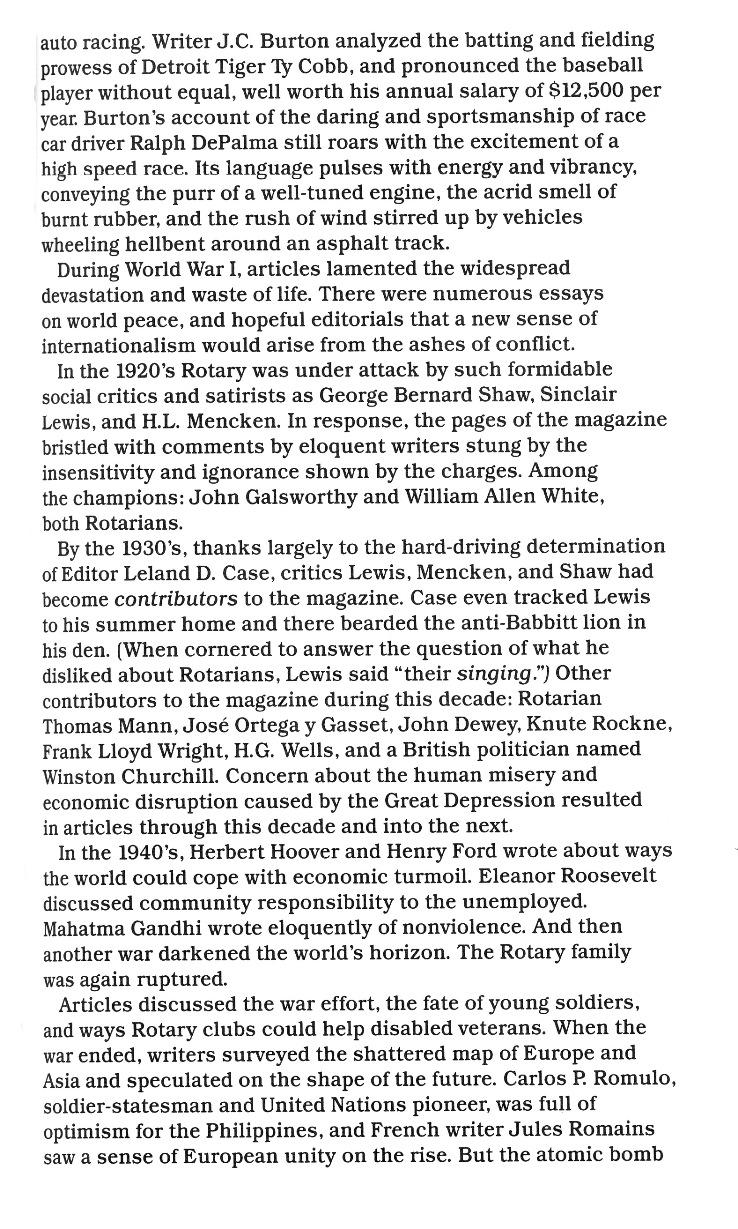 auto racing. Writer J.C. Burton analyzed the batting and fielding
prowess of Detroit Tiger Ty Cobb, and pronounced the baseball
player without equal, well worth his annual salary of $12,500 per
year. Burton's account of the daring and sportsmanship of race
car driver Ralph DePalma still roars with the excitement of a
high speed race. Its language pulses with energy and vibrancy,
conveying the purr of a well-tuned engine, the acrid smell of
burnt rubber, and the rush of wind stirred up by vehicles
wheeling hellbent around an asphalt track.
During World War I, articles lamented the widespread
devastation and waste of life. There were numerous essays
on world peace, and hopeful editorials that a new sense of
internationalism would arise from the ashes of conflict.
In the 1920's Rotary was under attack by such formidable
social critics and satirists as George Bernard Shaw, Sinclair
Lewis, and H.L. Mencken. In response, the pages of the magazine
bristled with comments by eloquent writers stung by the
insensitivity and ignorance shown by the charges. Among
the champions: John Galsworthy and William Allen White,
both Rotarians.
By the 1930's, thanks largely to the hard-driving determination
of Editor Leland D. Case, critics Lewis, Mencken, and Shaw had
become contributors to the magazine. Case even tracked Lewis
to his summer home and there bearded the anti-Babbitt lion in
his den. (When cornered to answer the question of what he
disliked about Rotarians, Lewis said "their singing.") Other
contributors to the magazine during this decade: Rotarian
Thomas Mann, José Ortega y Gasset, John Dewey, Knute Rockne,
Frank Lloyd Wright, H.G. Wells, and a British politician named
Winston Churchill. Concern about the human misery and
economic disruption caused by the Great Depression resulted
in articles through this decade and into the next.
In the 1940's, Herbert Hoover and Henry Ford wrote about ways
the world could cope with economic turmoil. Eleanor Roosevelt
discussed community responsibility to the unemployed.
Mahatma Gandhi wrote eloquently of nonviolence. And then
another war darkened the world's horizon. The Rotary family
was again ruptured.
Articles discussed the war effort, the fate of young soldiers,
and ways Rotary clubs could help disabled veterans. When the
war ended, writers surveyed the shattered map of Europe and
Asia and speculated on the shape of the future. Carlos P. Romulo,
soldier-statesman and United Nations pioneer, was full of
optimism for the Philippines, and French writer Jules Romains
saw a sense of European unity on the rise. But the atomic bomb